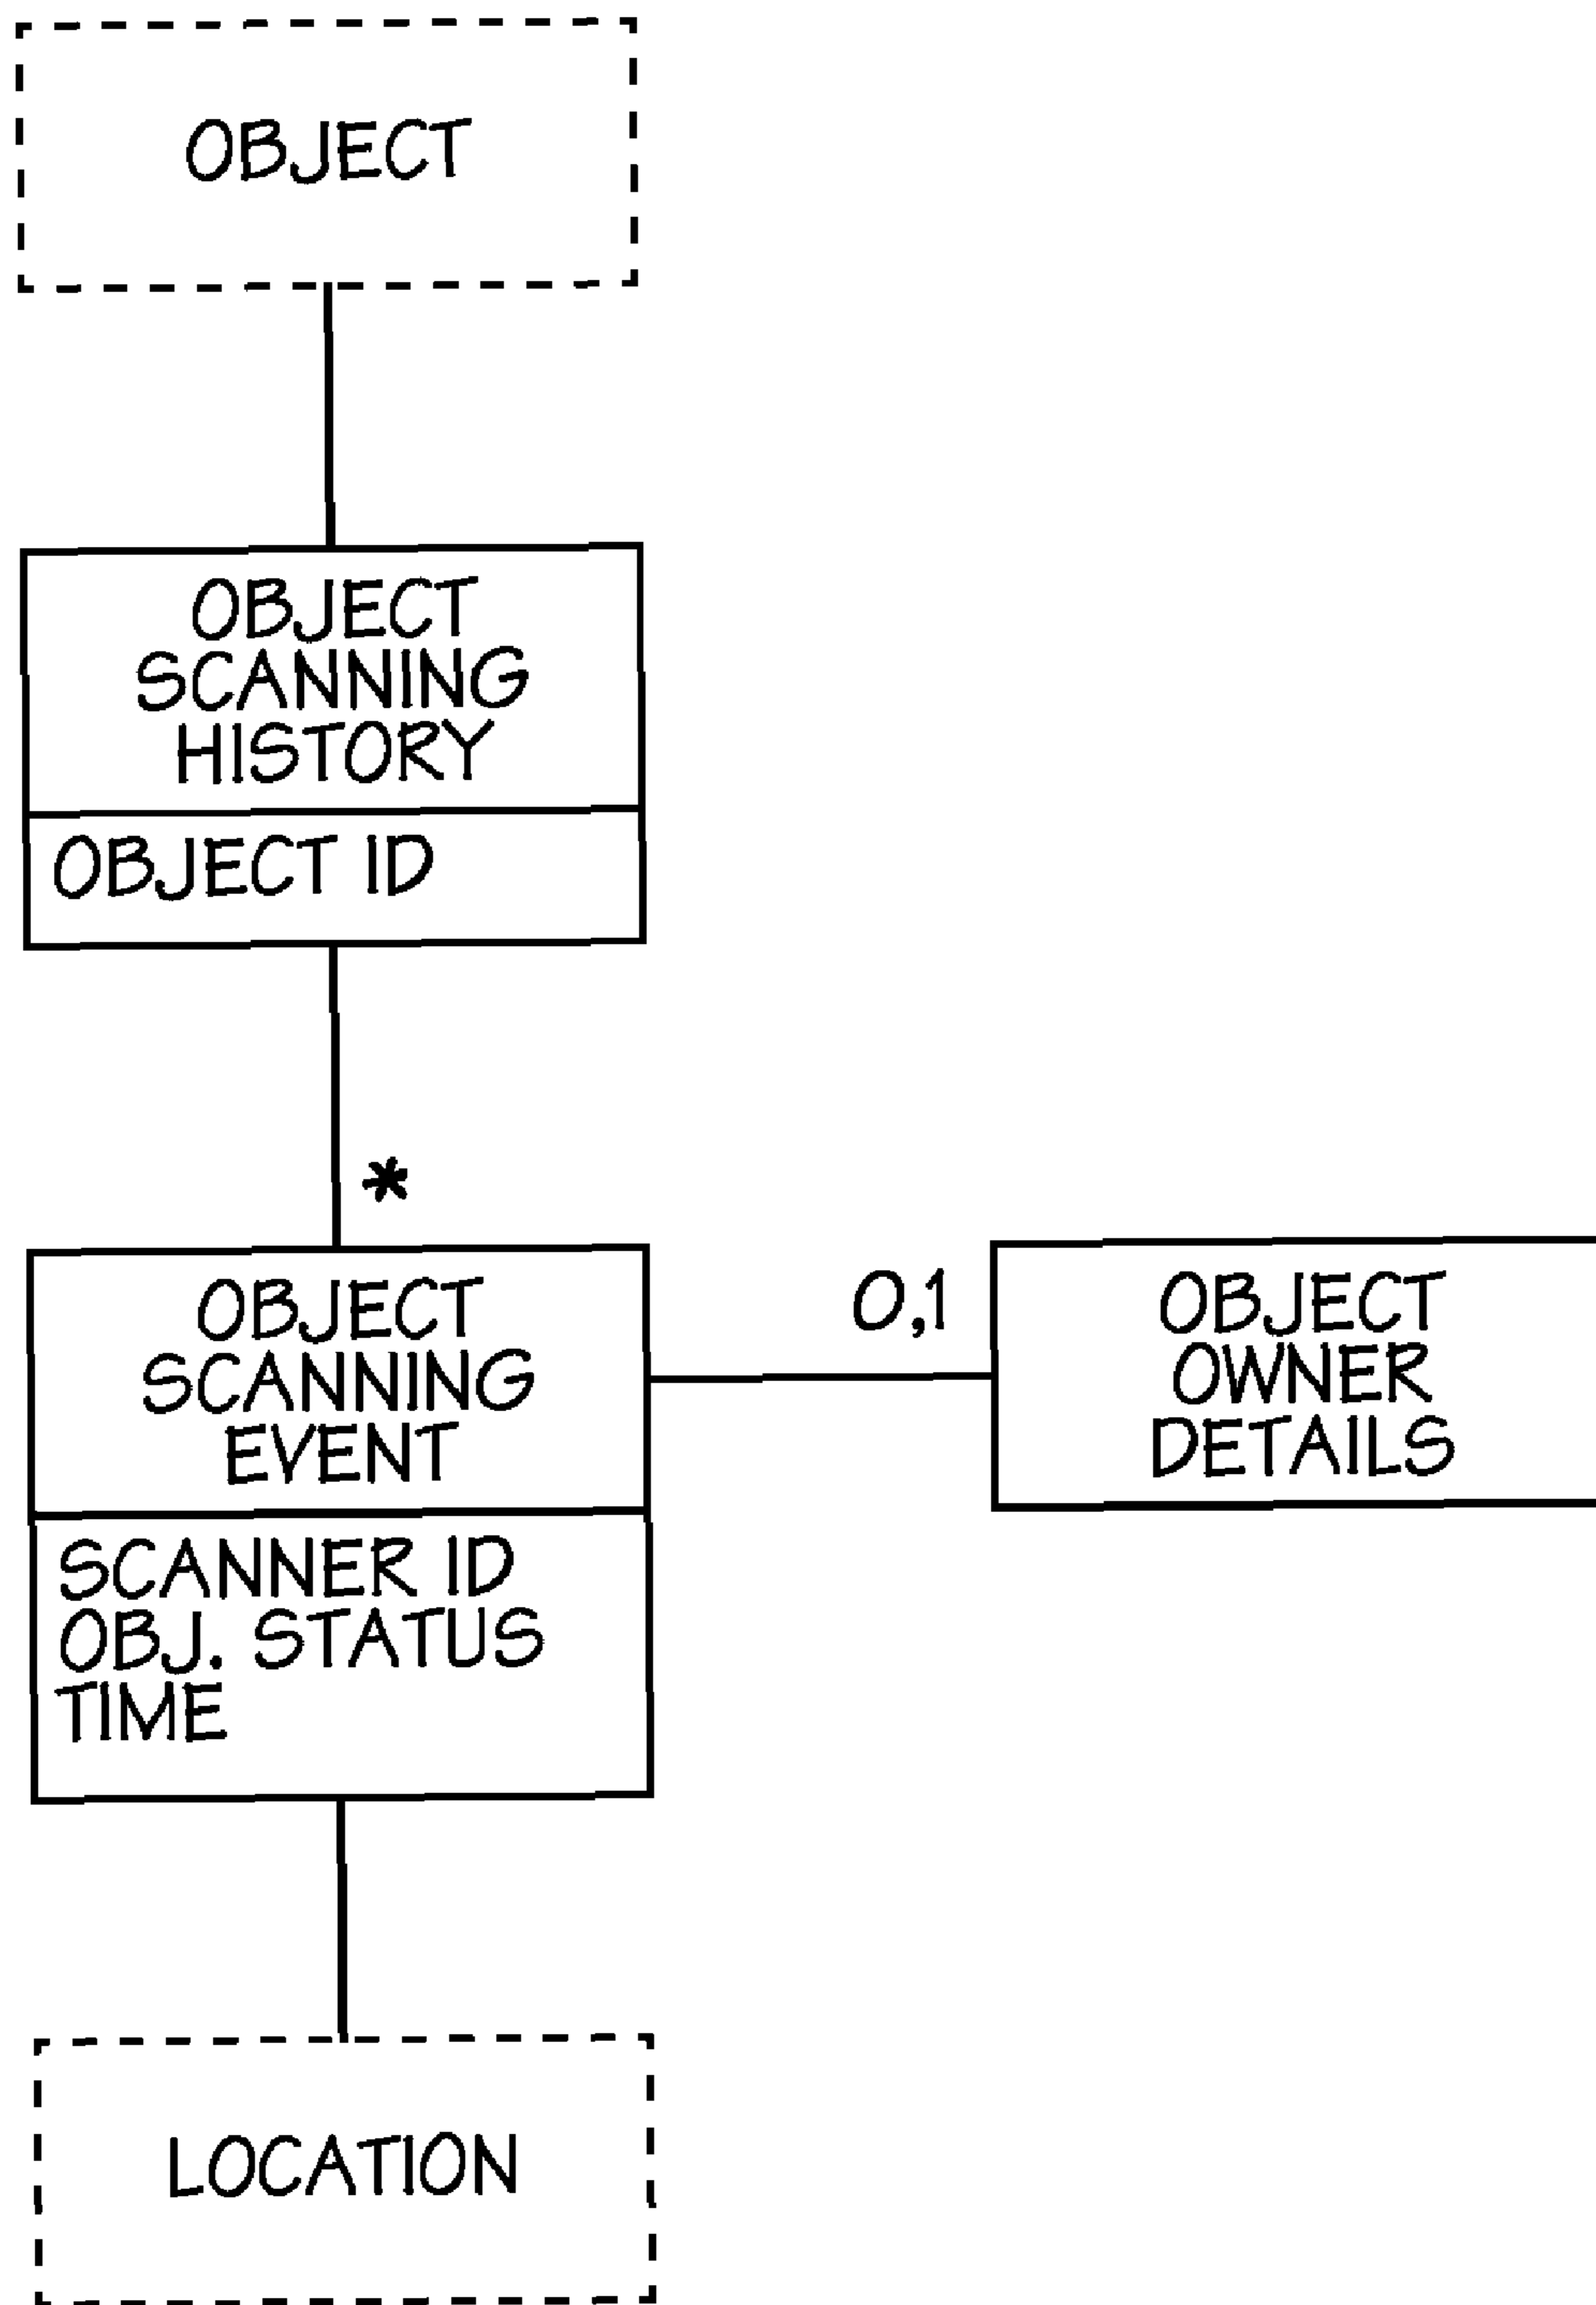 OBJECT
OBJECT
SCANNING
HISTORY
OBJECT ID
*
OBJECT
SCANNING
EVENT
SCANNER ID
OBJ. STATUS
TIME
0,1
OBJECT
OWNER
DETAILS
LOCATION